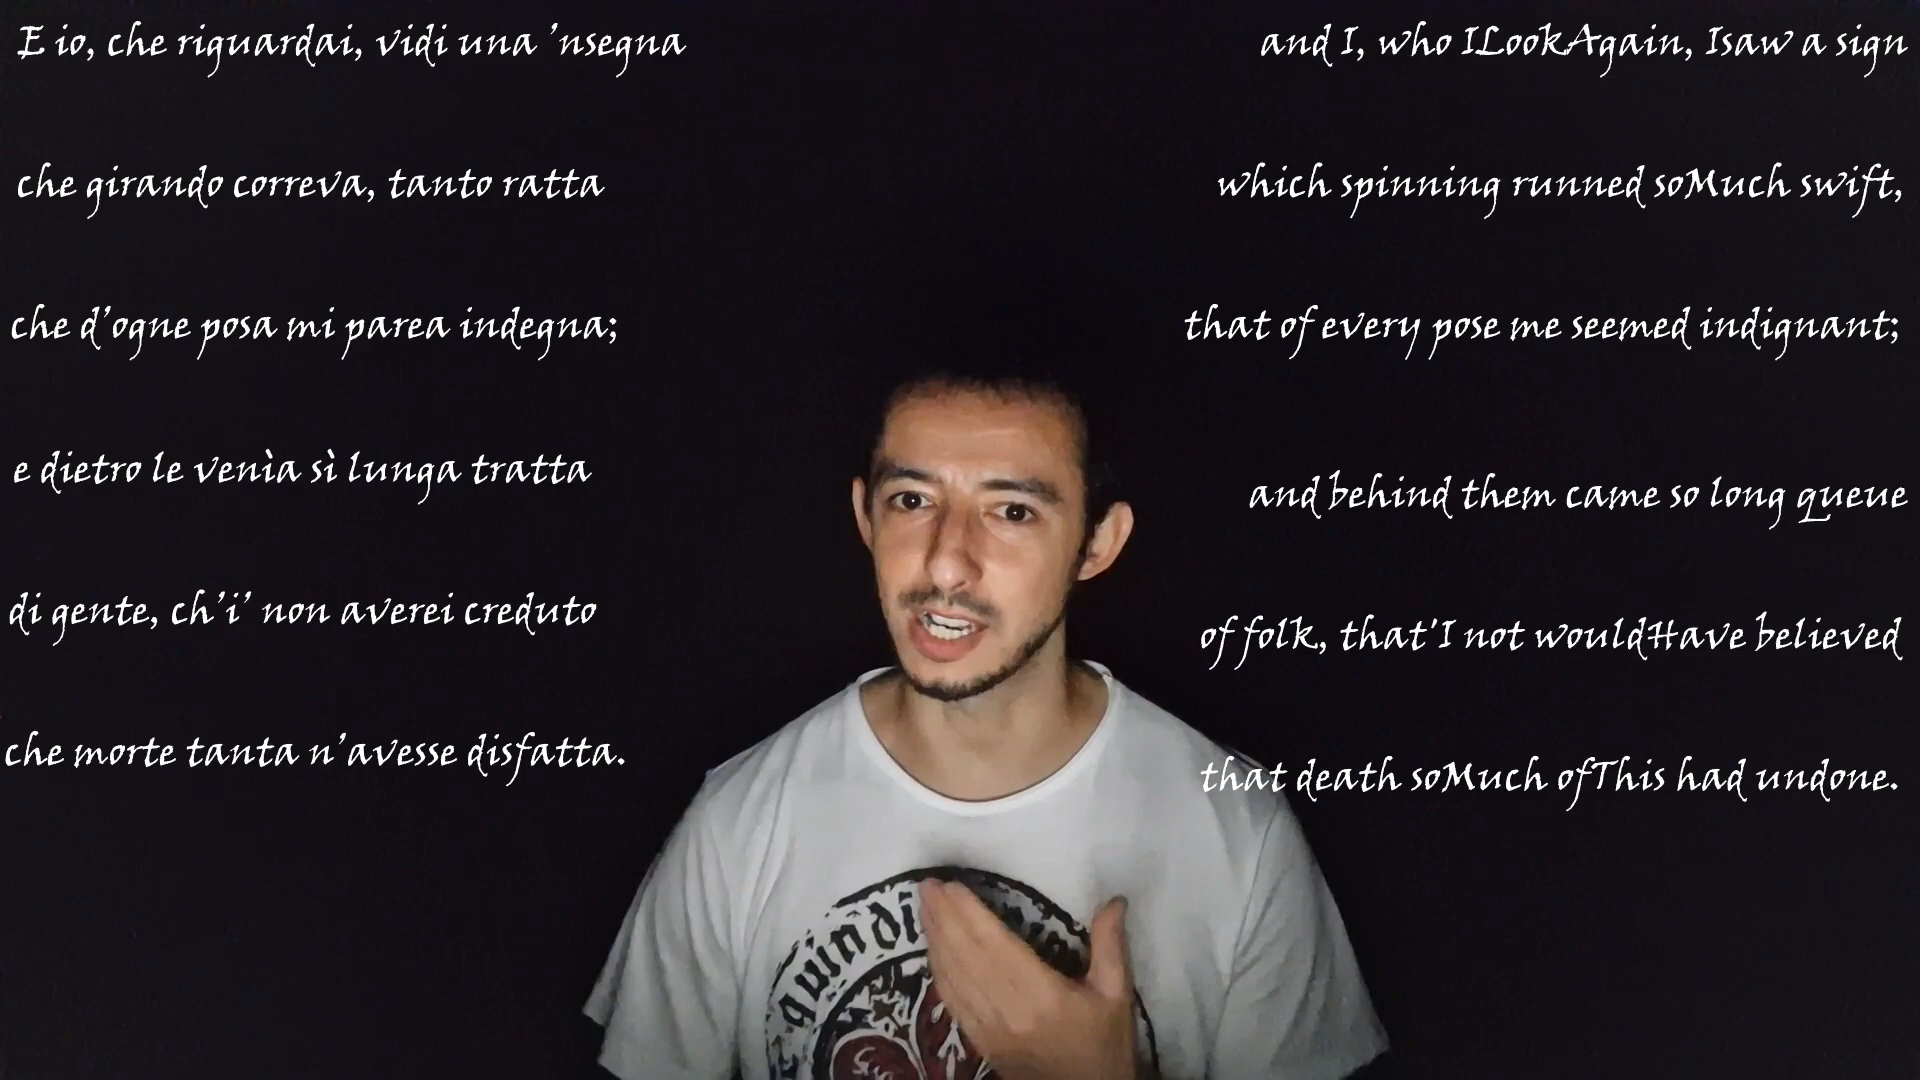 E io, che riguardai, vidi una 'nsegna
che girando correva, tanto ratta
che d'ogne posa mi parea indegna;
e dietro le venìa sì lunga tratta
di gente, ch'i' non averei creduto
che morte tanta n'avesse disfatta.
and I, who ILookAgain, Isaw a sign
which spinning runned soMuch swift,
that of every pose me seemed indignant;
and behind them came so long queue
of folk, that'I not wouldHave believed
that death soMuch ofThis had undone.
quindi